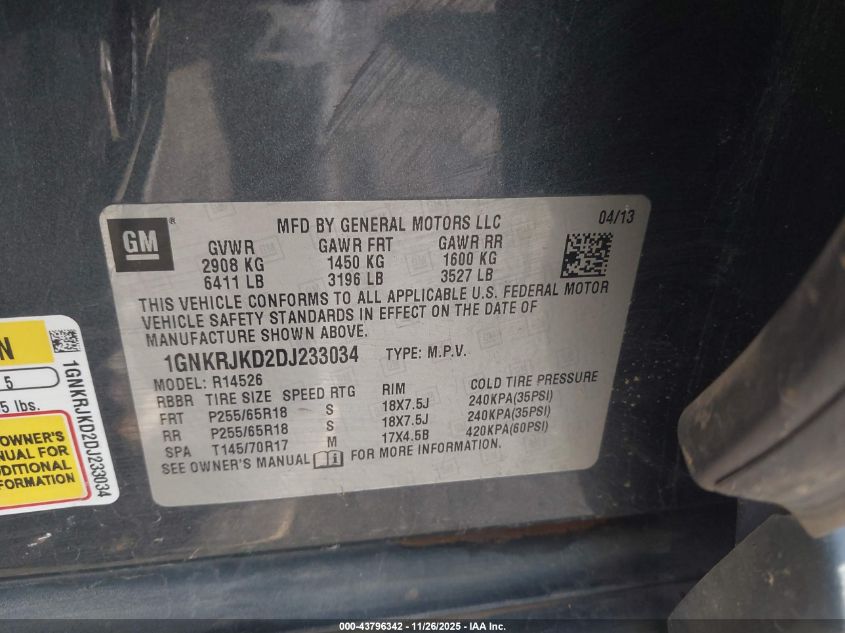 GM ®
MFD BY GENERAL MOTORS LLC
04/13
GVWR GAWR FRT GAWR RR
2908 KG 1450 KG 1600 KG
6411 LB 3196 LB 3527 LB
THIS VEHICLE CONFORMS TO ALL APPLICABLE U.S. FEDERAL MOTOR
VEHICLE SAFETY STANDARDS IN EFFECT ON THE DATE OF
MANUFACTURE SHOWN ABOVE.
1GNKRJKD2DJ233034 TYPE: M.P.V.
MODEL: R14526
RBBR TIRE SIZE SPEED RTG RIM COLD TIRE PRESSURE
FRT P255/65R18 S 18X7.5J 240KPA(35PSI)
RR P255/65R18 S 18X7.5J 240KPA(35PSI)
SPA T145/70R17 M 17X4.5B 420KPA(60PSI)
SEE OWNER'S MANUAL FOR MORE INFORMATION.
N
5
5 lbs.
OWNER'S
NUAL FOR
DITIONAL
ORMATION
1GNKRJKD2DJ233034
000-43796342 - 11/26/2025 - IAA Inc.